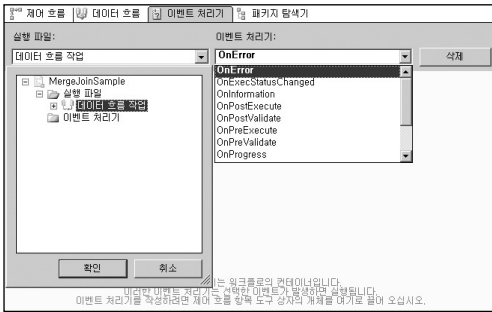 제어 흐름 데이터 흐름 이벤트 처리기 패키지 탐색기
실행 파일: 이벤트 처리기:
데이터 흐름 작업 OnError 삭제
MergeJoinSample
실행 파일
데이터 흐름 작업
이벤트 처리기
OnError
OnExecStatusChanged
OnInformation
OnPostExecute
OnPostValidate
OnPreExecute
OnPreValidate
OnProgress
확인 취소
는 워크플로의 컨테이너입니다.
이러한 이벤트 처리기는 선택한 이벤트가 발생하면 실행됩니다.
이벤트 처리기를 작성하려면 제어 흐름 항목 도구 상자의 개체를 여기로 끌어 오십시오.